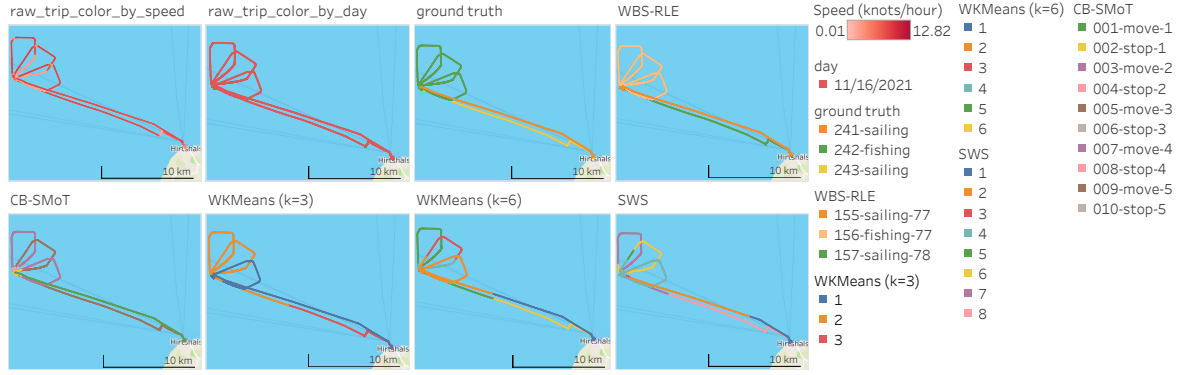 raw_trip_color_by_speed
raw_trip_color_by_day
ground truth
WBS-RLE
Hirtshals
10 km
Hirtshals
10 km
Hirtshals
10 km
Hirtshals
10 km
CB-SMoT
WKMeans (k=3)
WKMeans (k=6)
SWS
Hirtshals
10 km
Hirtshals
10 km
Hirtshals
10 km
Hirtshals
10 km
Speed (knots/hour)
0.01 12.82
day
11/16/2021
ground truth
241-sailing
242-fishing
243-sailing
WBS-RLE
155-sailing-77
156-fishing-77
157-sailing-78
WKMeans (k=3)
1
2
3
WKMeans (k=6)
1
2
3
4
5
6
SWS
1
2
3
4
5
6
7
8
CB-SMoT
001-move-1
002-stop-1
003-move-2
004-stop-2
005-move-3
006-stop-3
007-move-4
008-stop-4
009-move-5
010-stop-5